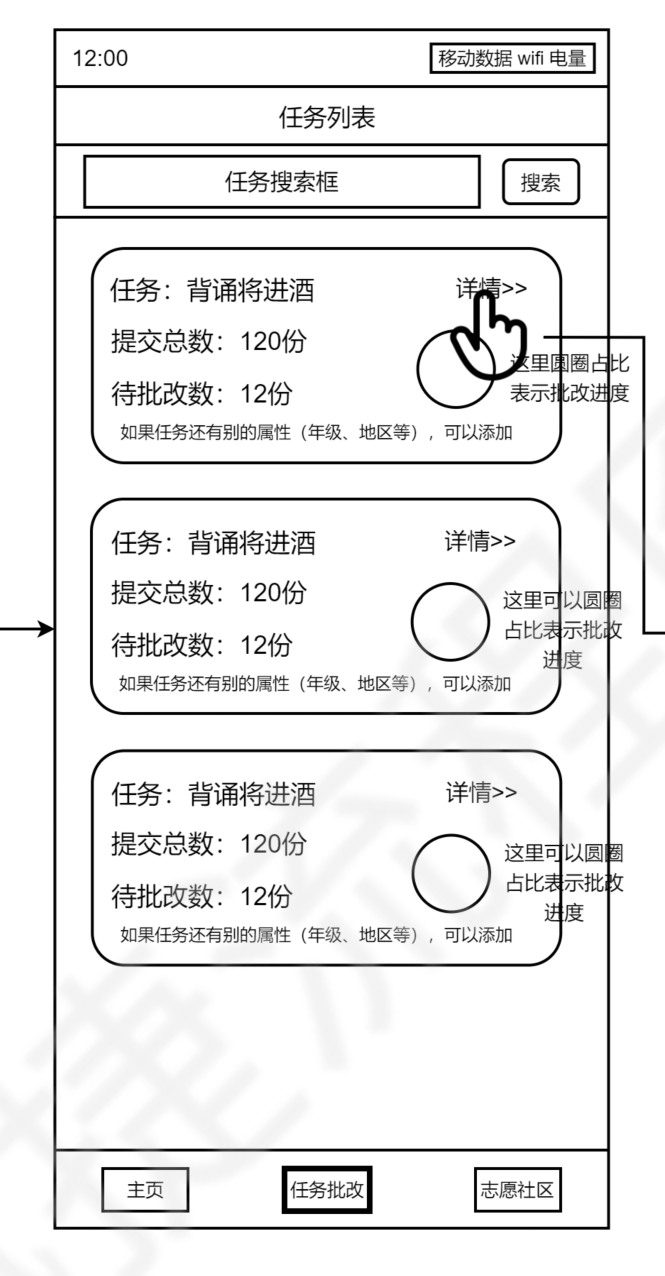 12:00 移动数据 wifi 电量
任务列表
任务搜索框 搜索
任务：背诵将进酒 详情>>
提交总数：120份
待批改数：12份
这里圆圈占比
表示批改进度
如果任务还有别的属性（年级、地区等），可以添加
任务：背诵将进酒 详情>>
提交总数：120份
待批改数：12份
这里可以圆圈
占比表示批改
进度
如果任务还有别的属性（年级、地区等），可以添加
任务：背诵将进酒 详情>>
提交总数：120份
待批改数：12份
这里可以圆圈
占比表示批改
进度
如果任务还有别的属性（年级、地区等），可以添加
主页 任务批改 志愿社区